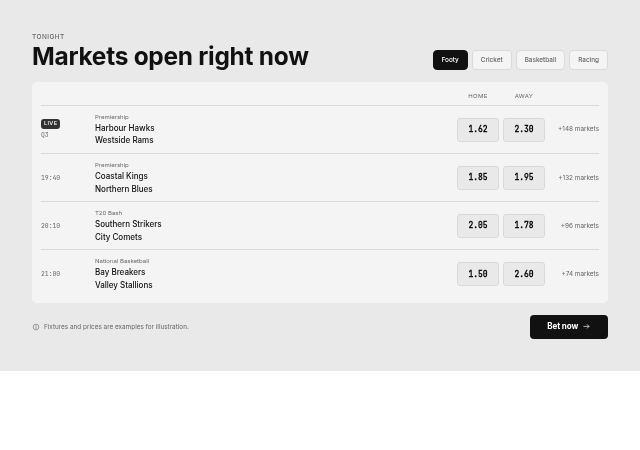 TONIGHT
Markets open right now
Footy
Cricket
Basketball
Racing
HOME
AWAY
LIVE
Q3
Premiership
Harbour Hawks
Westside Rams
1.62
2.30
+148 markets
19:40
Premiership
Coastal Kings
Northern Blues
1.85
1.95
+132 markets
20:10
T20 Bash
Southern Strikers
City Comets
2.05
1.78
+96 markets
21:00
National Basketball
Bay Breakers
Valley Stallions
1.50
2.60
+74 markets
Fixtures and prices are examples for illustration.
Bet now →